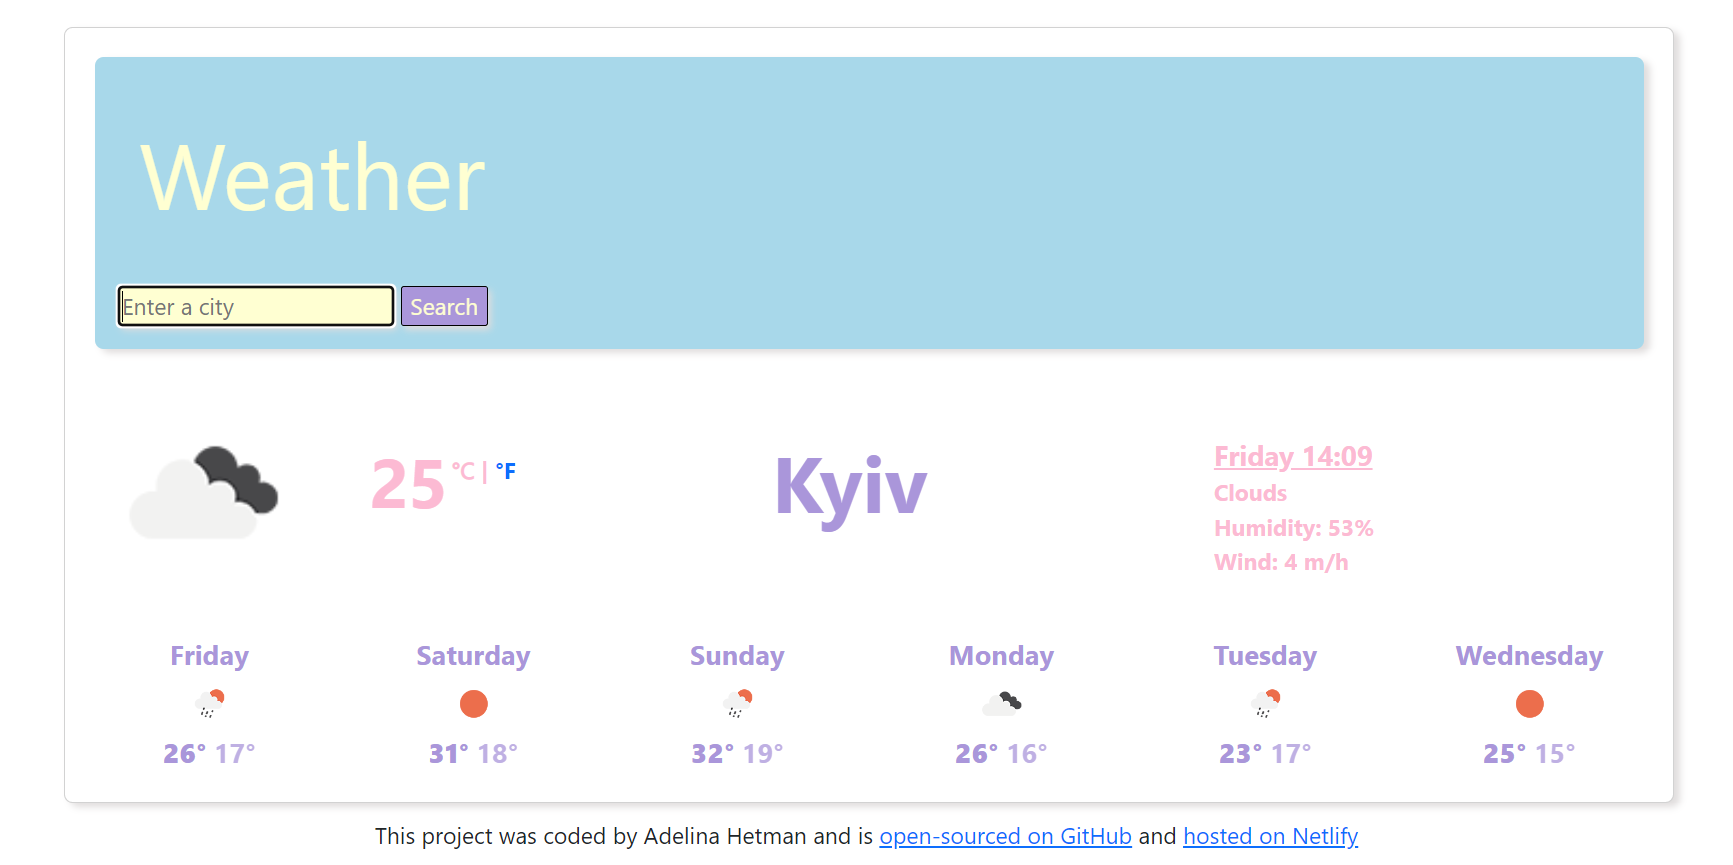 Weather
Enter a city Search
25 °C | °F
Kyiv
Friday 14:09
Clouds
Humidity: 53%
Wind: 4 m/h
Friday Saturday Sunday Monday Tuesday Wednesday
26° 17° 31° 18° 32° 19° 26° 16° 23° 17° 25° 15°
This project was coded by Adelina Hetman and is open-sourced on GitHub and hosted on Netlify